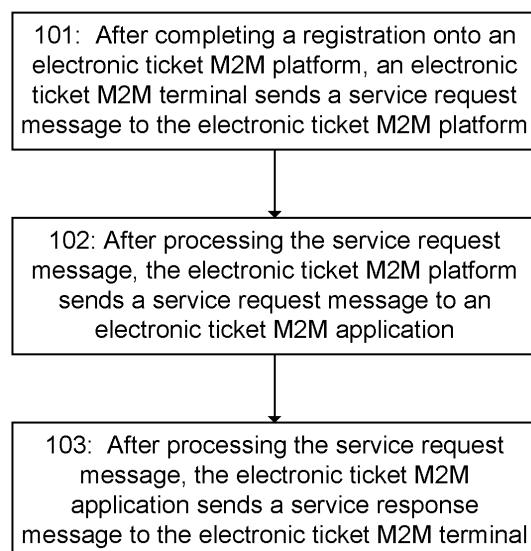 101:  After completing a registration onto an
electronic ticket M2M platform, an electronic
ticket M2M terminal sends a service request
message to the electronic ticket M2M platform
102: After processing the service request
message, the electronic ticket M2M platform
sends a service request message to an
electronic ticket M2M application
103:  After processing the service request
message, the electronic ticket M2M
application sends a service response
message to the electronic ticket M2M terminal